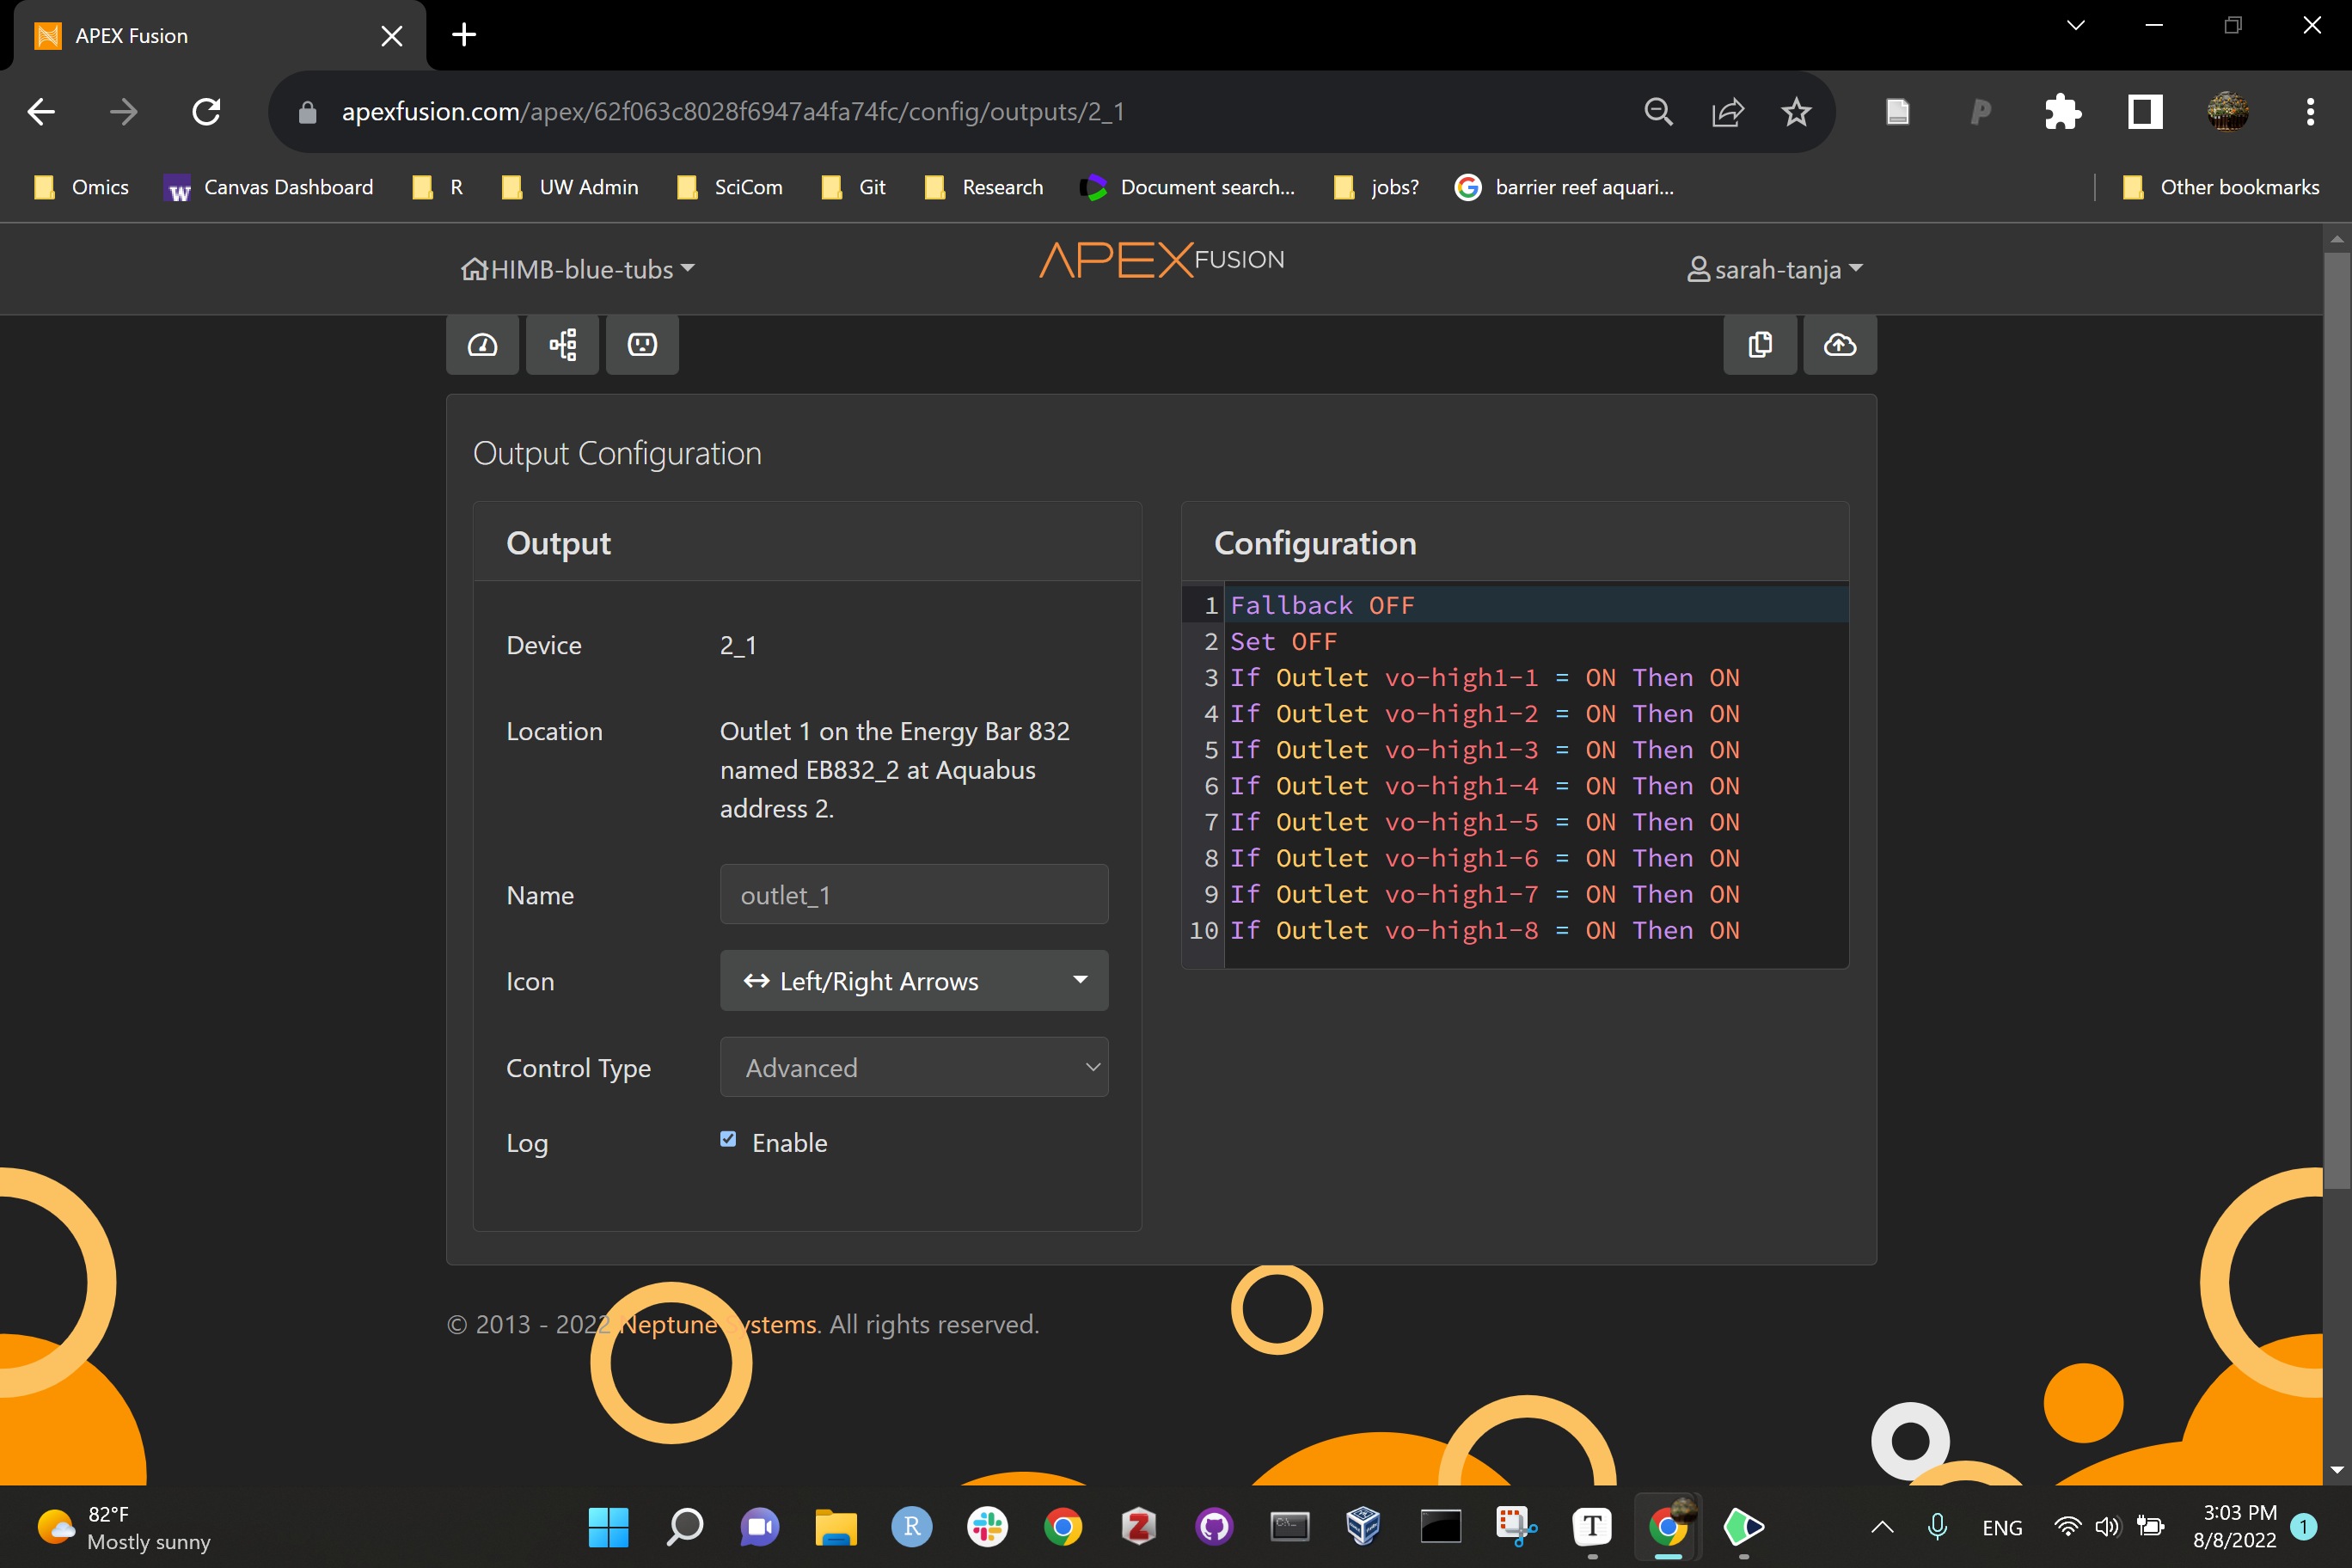 APEX Fusion
apexfusion.com/apex/62f063c8028f6947a4fa74fc/config/outputs/2_1
Omics
Canvas Dashboard
R
UW Admin
SciCom
Git
Research
Document search...
jobs?
barrier reef aquari...
Other bookmarks
HIMB-blue-tubs
APEX FUSION
sarah-tanja
Output Configuration
Output
Device 2_1
Location Outlet 1 on the Energy Bar 832
named EB832_2 at Aquabus
address 2.
Name outlet_1
Icon Left/Right Arrows
Control Type Advanced
Log Enable
Configuration
1 Fallback OFF
2 Set OFF
3 If Outlet vo-high1-1 = ON Then ON
4 If Outlet vo-high1-2 = ON Then ON
5 If Outlet vo-high1-3 = ON Then ON
6 If Outlet vo-high1-4 = ON Then ON
7 If Outlet vo-high1-5 = ON Then ON
8 If Outlet vo-high1-6 = ON Then ON
9 If Outlet vo-high1-7 = ON Then ON
10 If Outlet vo-high1-8 = ON Then ON
© 2013 - 2022 Neptune Systems. All rights reserved.
82°F
Mostly sunny
ENG
3:03 PM
8/8/2022
1